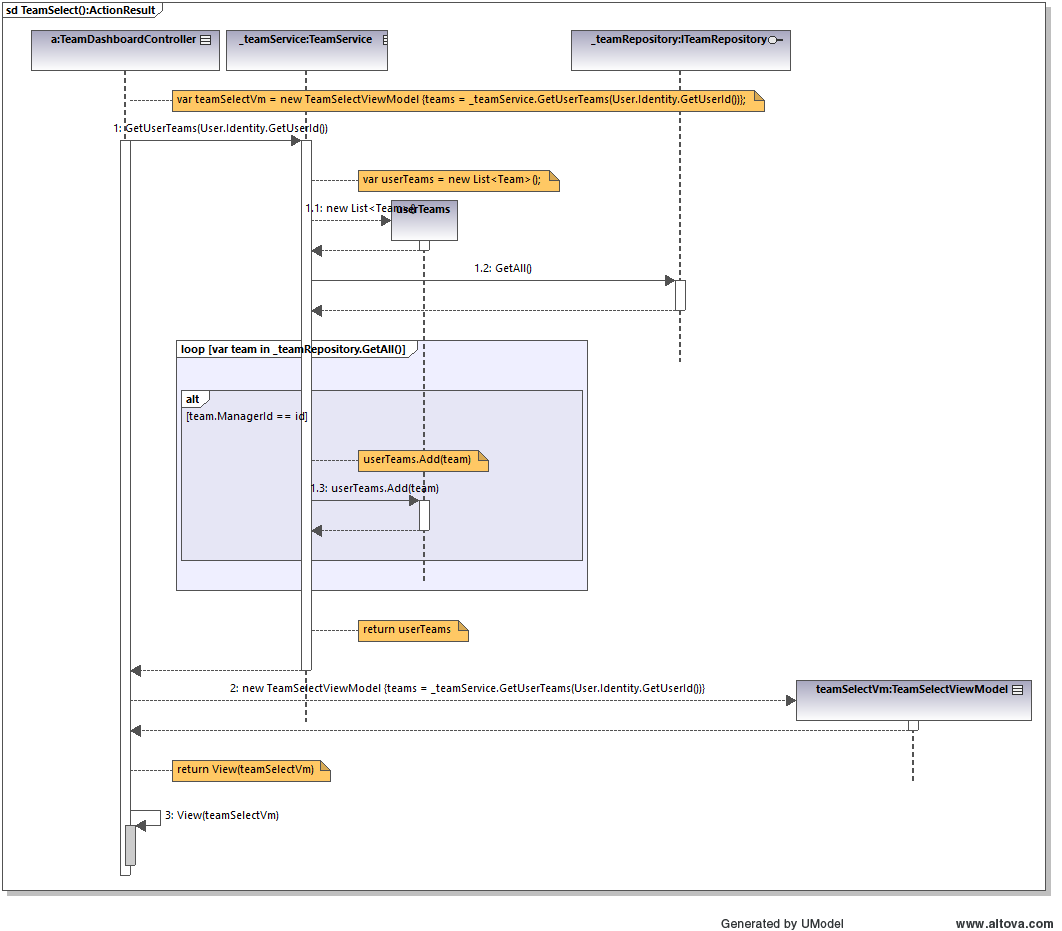 sd TeamSelect():ActionResult
a:TeamDashboardController
_teamService:TeamService
_teamRepository:ITeamRepository
var teamSelectVm = new TeamSelectViewModel {teams = _teamService.GetUserTeams(User.Identity.GetUserId())};
1: GetUserTeams(User.Identity.GetUserId())
var userTeams = new List<Team>();
1.1: new List<Team>()
userTeams
1.2: GetAll()
loop [var team in _teamRepository.GetAll()]
alt
[team.ManagerId == id]
userTeams.Add(team)
1.3: userTeams.Add(team)
return userTeams
2: new TeamSelectViewModel {teams = _teamService.GetUserTeams(User.Identity.GetUserId())}
teamSelectVm:TeamSelectViewModel
return View(teamSelectVm)
3: View(teamSelectVm)
Generated by UModel
www.altova.com